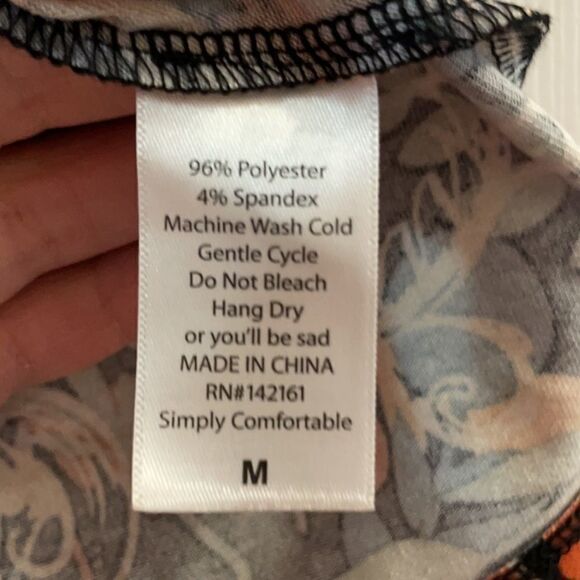 96% Polyester
4% Spandex
Machine Wash Cold
Gentle Cycle
Do Not Bleach
Hang Dry
or you'll be sad
MADE IN CHINA
RN#142161
Simply Comfortable
M